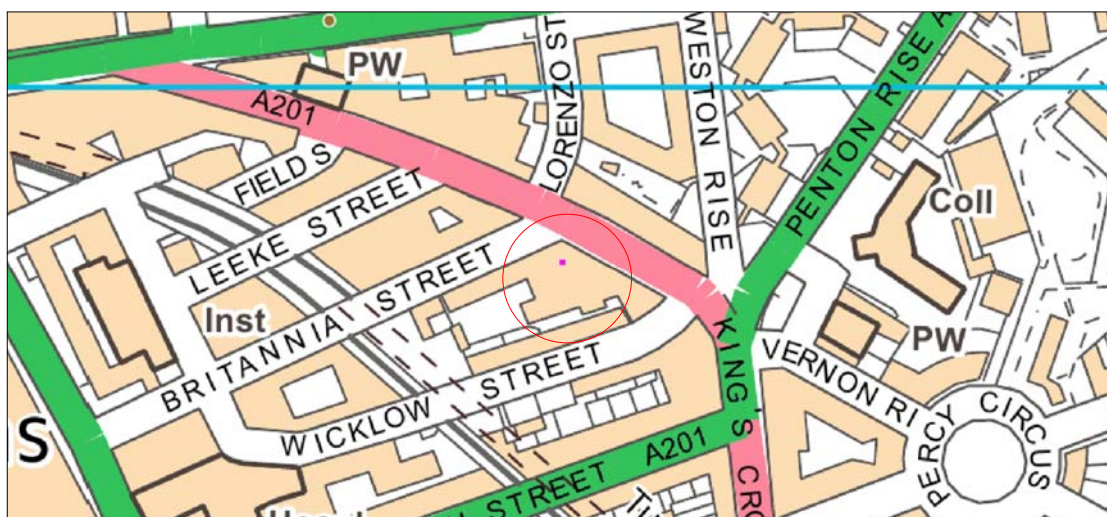 PW
A201
LORENZO ST
WESTON RISE
PENTON RISE A
FIELDS
LEEKE STREET
Coll
BRITANNIA STREET
Inst
WICKLOW STREET
KING'S CRO
VERNON RI
PW
PERCY CIRCUS
A201
STREET
S